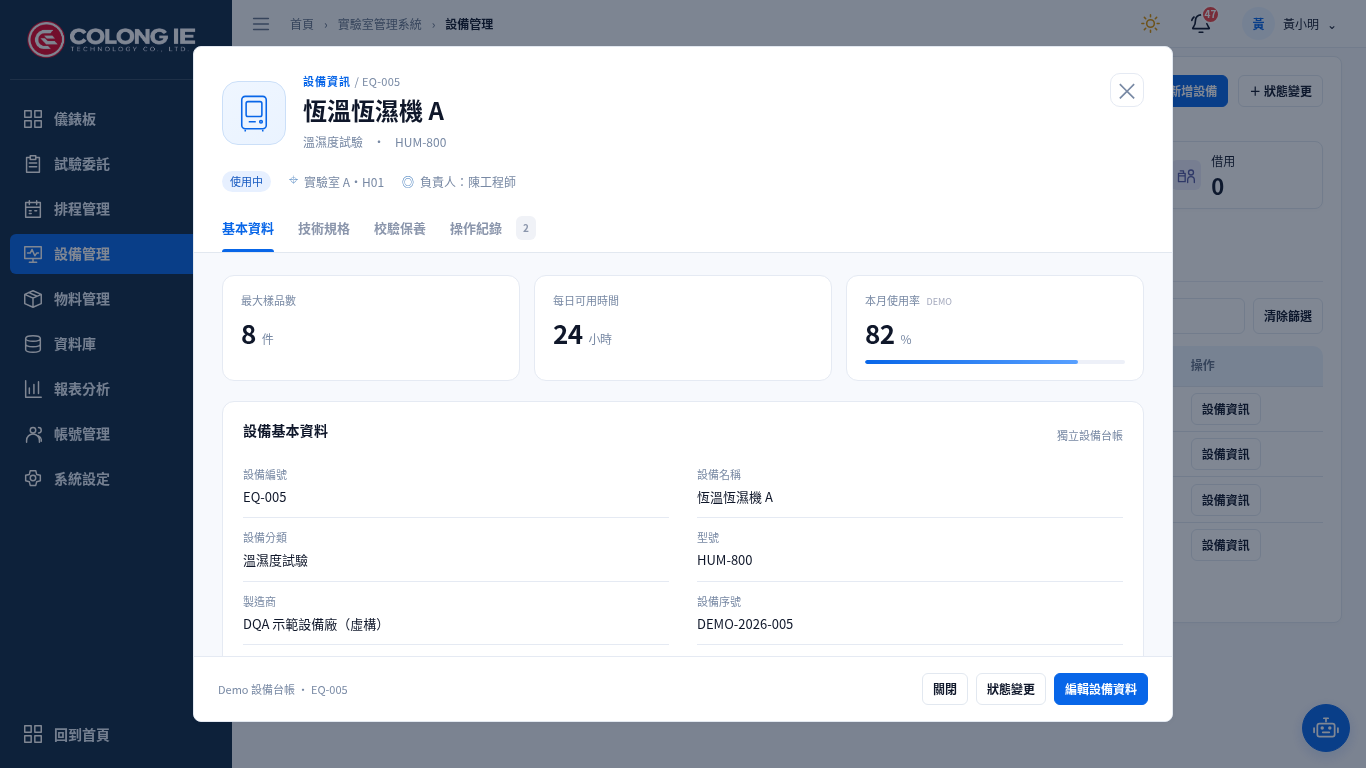 COLONG IE
TECHNOLOGY CO., LTD.
儀錶板
試驗委託
排程管理
設備管理
物料管理
資料庫
報表分析
帳號管理
系統設定
回到首頁
首頁 › 實驗室管理系統 › 設備管理
47
黃 黃小明
新增設備
＋狀態變更
借用
0
清除篩選
操作
設備資訊
設備資訊
設備資訊
設備資訊
設備資訊 / EQ-005
恆溫恆濕機 A
溫濕度試驗 • HUM-800
使用中 實驗室 A・H01 ◎ 負責人：陳工程師
基本資料 技術規格 校驗保養 操作紀錄 2
最大樣品數
8 件
每日可用時間
24 小時
本月使用率 DEMO
82 %
設備基本資料
獨立設備台帳
設備編號
EQ-005
設備名稱
恆溫恆濕機 A
設備分類
溫濕度試驗
型號
HUM-800
製造商
DQA 示範設備廠（虛構）
設備序號
DEMO-2026-005
Demo 設備台帳 · EQ-005
關閉
狀態變更
編輯設備資料